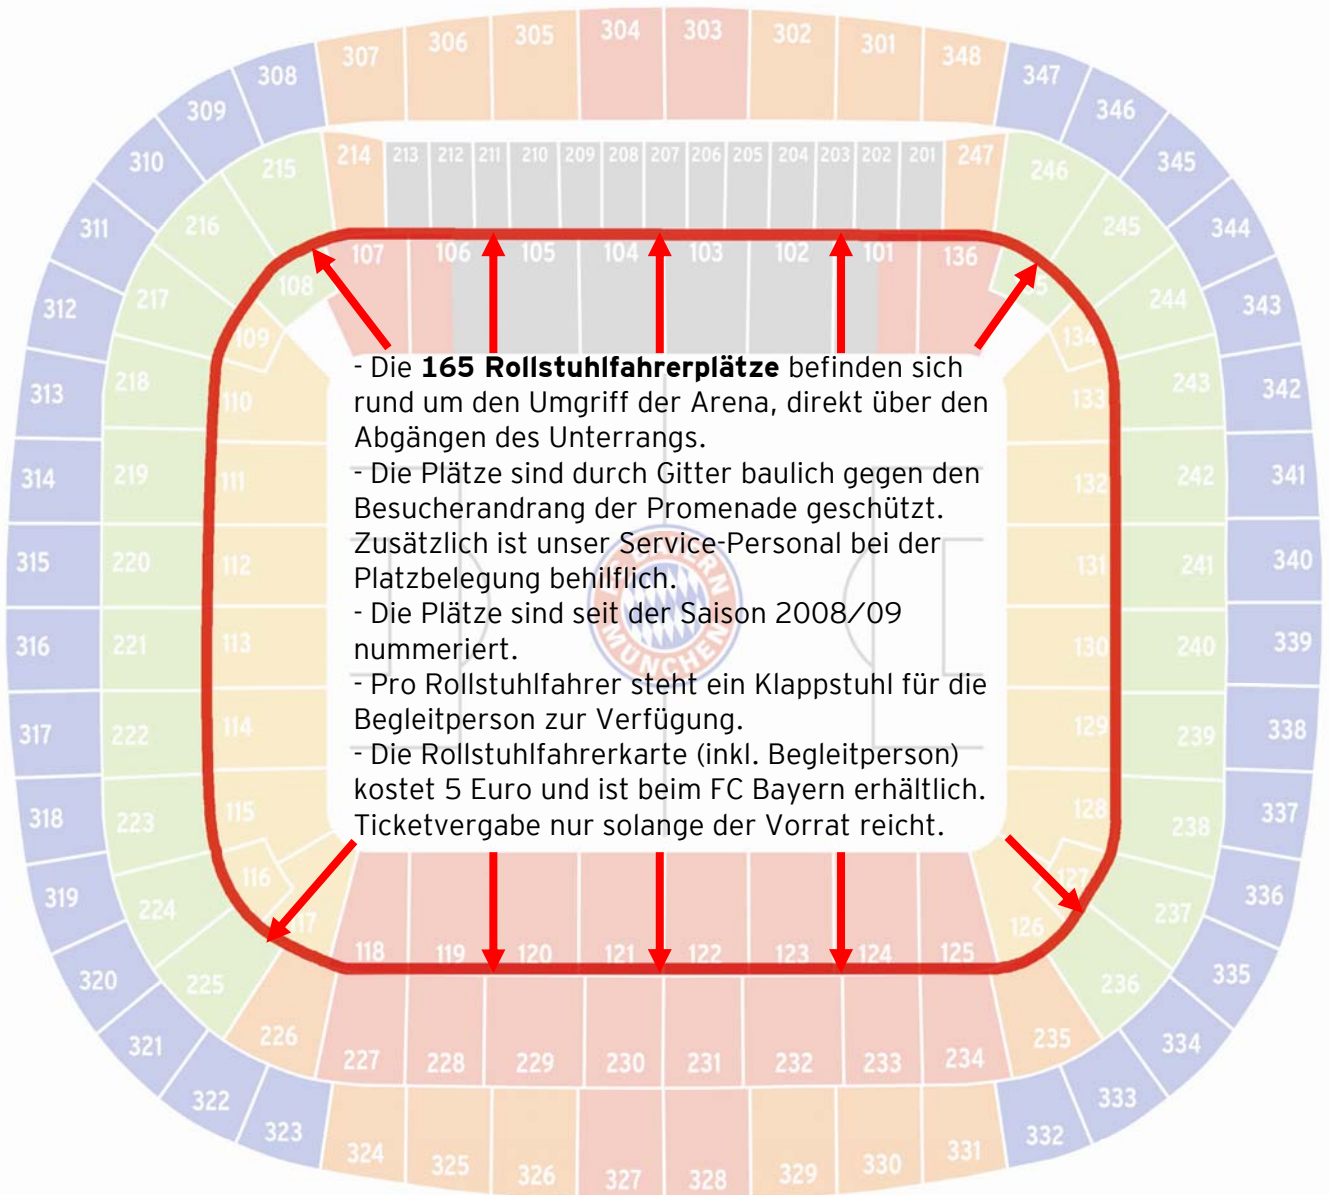 304 303
305 302
306 301
307 348
308 347
309 346
310 345
311 344
312 343
313 342
314 341
315 340
316 339
317 338
318 337
319 336
320 335
321 334
322 333
323 332
324 331
325 330
326 329
327 328
214 213 212 211 210 209 208 207 206 205 204 203 202 201 247
215 246
216 245
217 244
218 243
219 242
220 241
221 240
222 239
223 238
224 237
225 236
226 235
227 228 229 230 231 232 233 234
107 106 105 104 103 102 101 136
108 35
109 134
110 133
111 132
112 131
113 130
114 129
115 128
116 127
17 126
118 119 120 121 122 123 124 125
- Die 165 Rollstuhlfahrerplätze befinden sich
rund um den Umgriff der Arena, direkt über den
Abgängen des Unterrangs.
- Die Plätze sind durch Gitter baulich gegen den
Besucherandrang der Promenade geschützt.
Zusätzlich ist unser Service-Personal bei der
Platzbelegung behilflich.
- Die Plätze sind seit der Saison 2008/09
nummeriert.
- Pro Rollstuhlfahrer steht ein Klappstuhl für die
Begleitperson zur Verfügung.
- Die Rollstuhlfahrerkarte (inkl. Begleitperson)
kostet 5 Euro und ist beim FC Bayern erhältlich.
Ticketvergabe nur solange der Vorrat reicht.
MÜNCHEN